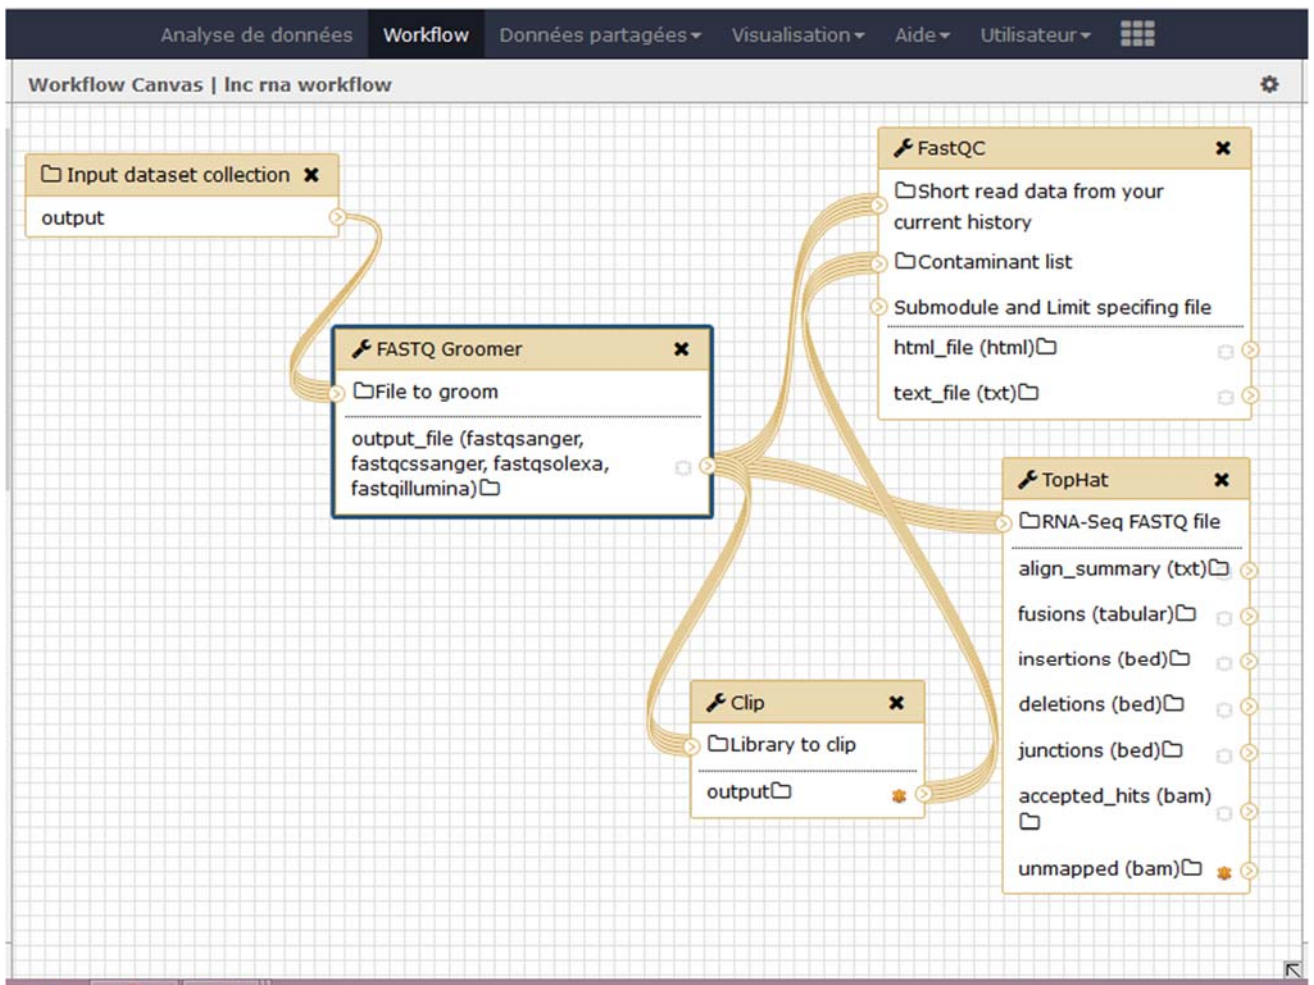 Analyse de données Workflow Données partagées Visualisation Aide Utilisateur
Workflow Canvas | lnc rna workflow
Input dataset collection
output
FASTQ Groomer
File to groom
output_file (fastqsanger,
fastqcssanger, fastqsolexa,
fastqillumina)
FastQC
Short read data from your
current history
Contaminant list
Submodule and Limit specifing file
html_file (html)
text_file (txt)
TopHat
RNA-Seq FASTQ file
align_summary (txt)
fusions (tabular)
insertions (bed)
deletions (bed)
junctions (bed)
accepted_hits (bam)
unmapped (bam)
Clip
Library to clip
output